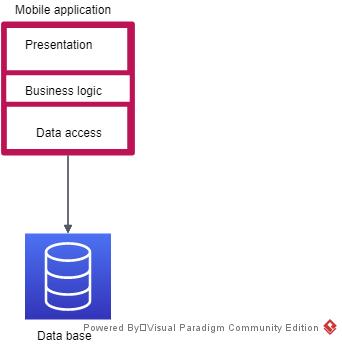 Mobile application
Presentation
Business logic
Data access
Powered By□Visual Paradigm Community Edition
Data base